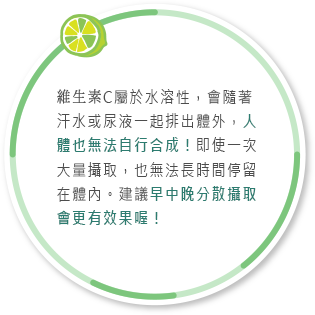 維生素C屬於水溶性，會隨著
汗水或尿液一起排出體外，人
體也無法自行合成！即使一次
大量攝取，也無法長時間停留
在體內。建議早中晚分散攝取
會更有效果喔！